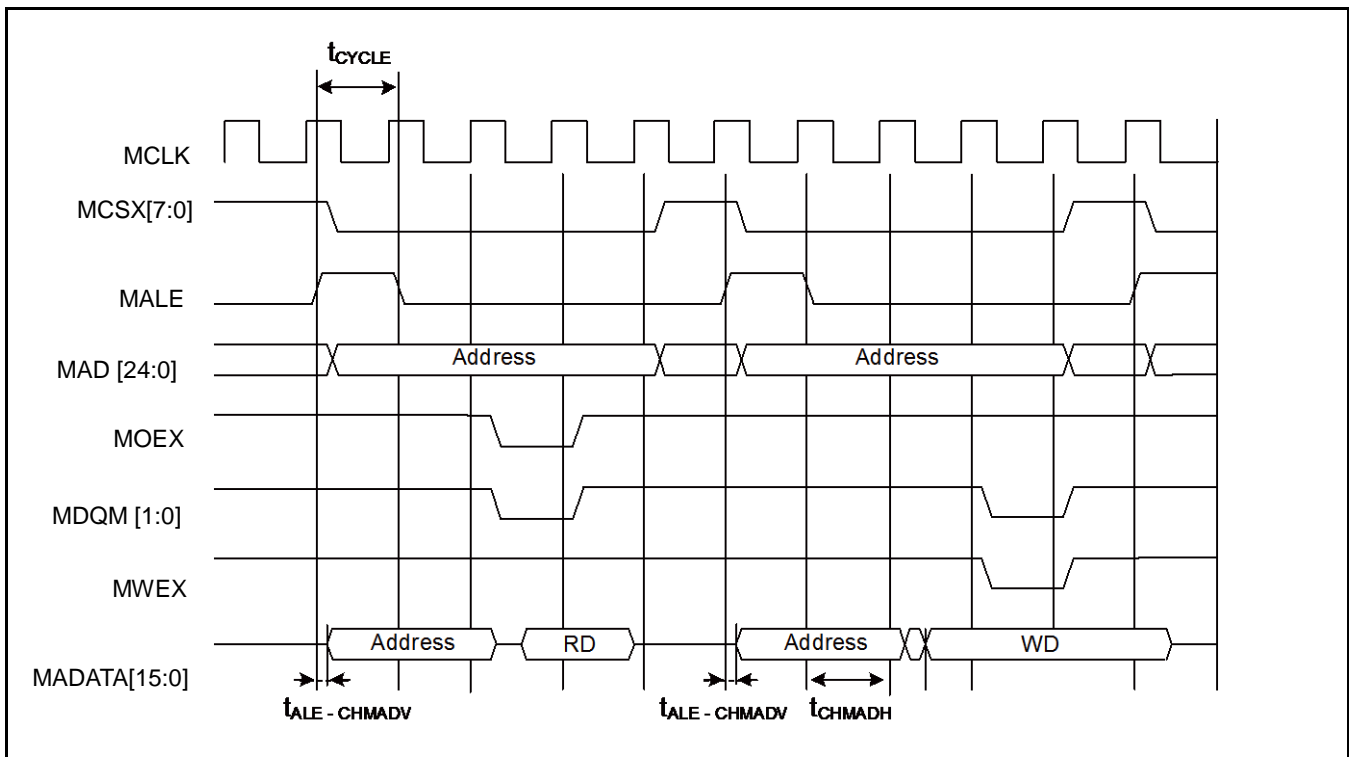 tCYCLE
MCLK
MCSX[7:0]
MALE
MAD [24:0]
Address
Address
MOEX
MDQM [1:0]
MWEX
MADATA[15:0]
Address
RD
Address
WD
tALE - CHMADV
tALE - CHMADV
tCHMADH